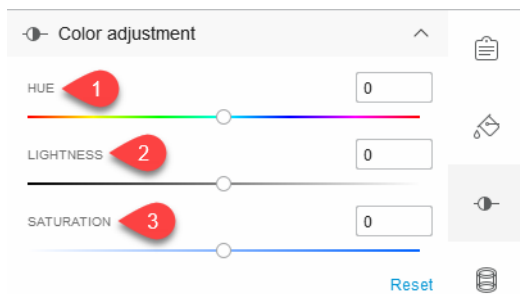 Color adjustment
HUE 1 0
LIGHTNESS 2 0
SATURATION 3 0
Reset